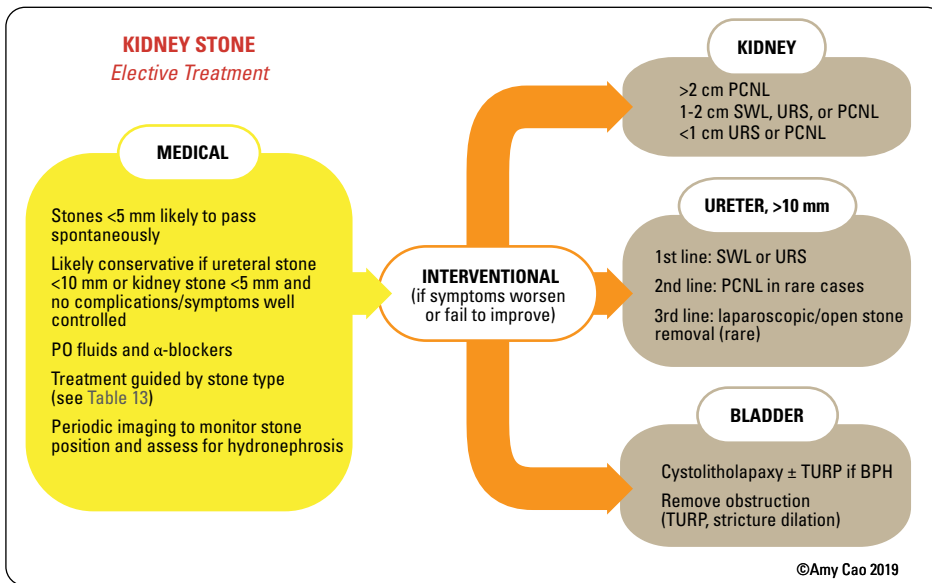 KIDNEY STONE
Elective Treatment
MEDICAL
Stones <5 mm likely to pass
spontaneously
Likely conservative if ureteral stone
<10 mm or kidney stone <5 mm and
no complications/symptoms well
controlled
PO fluids and α-blockers
Treatment guided by stone type
(see Table 13)
Periodic imaging to monitor stone
position and assess for hydronephrosis
INTERVENTIONAL
(if symptoms worsen
or fail to improve)
KIDNEY
>2 cm PCNL
1-2 cm SWL, URS, or PCNL
<1 cm URS or PCNL
URETER, >10 mm
1st line: SWL or URS
2nd line: PCNL in rare cases
3rd line: laparoscopic/open stone
removal (rare)
BLADDER
Cystolitholapaxy ± TURP if BPH
Remove obstruction
(TURP, stricture dilation)
©Amy Cao 2019